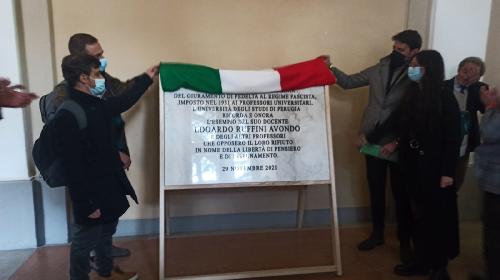 DEL GIURAMENTO DI FEDELTÀ AL REGIME FASCISTA,
IMPOSTO NEL 1931 AI PROFESSORI UNIVERSITARI,
L'UNIVERSITÀ DEGLI STUDI DI PERUGIA
RICORDA E ONORA
L'ESEMPIO DEL SUO DOCENTE
EDOARDO RUFFINI AVONDO
E DEGLI ALTRI PROFESSORI
CHE OPPOSERO IL LORO RIFIUTO
IN NOME DELLA LIBERTÀ DI PENSIERO
E DI INSEGNAMENTO.
29 NOVEMBRE 2021